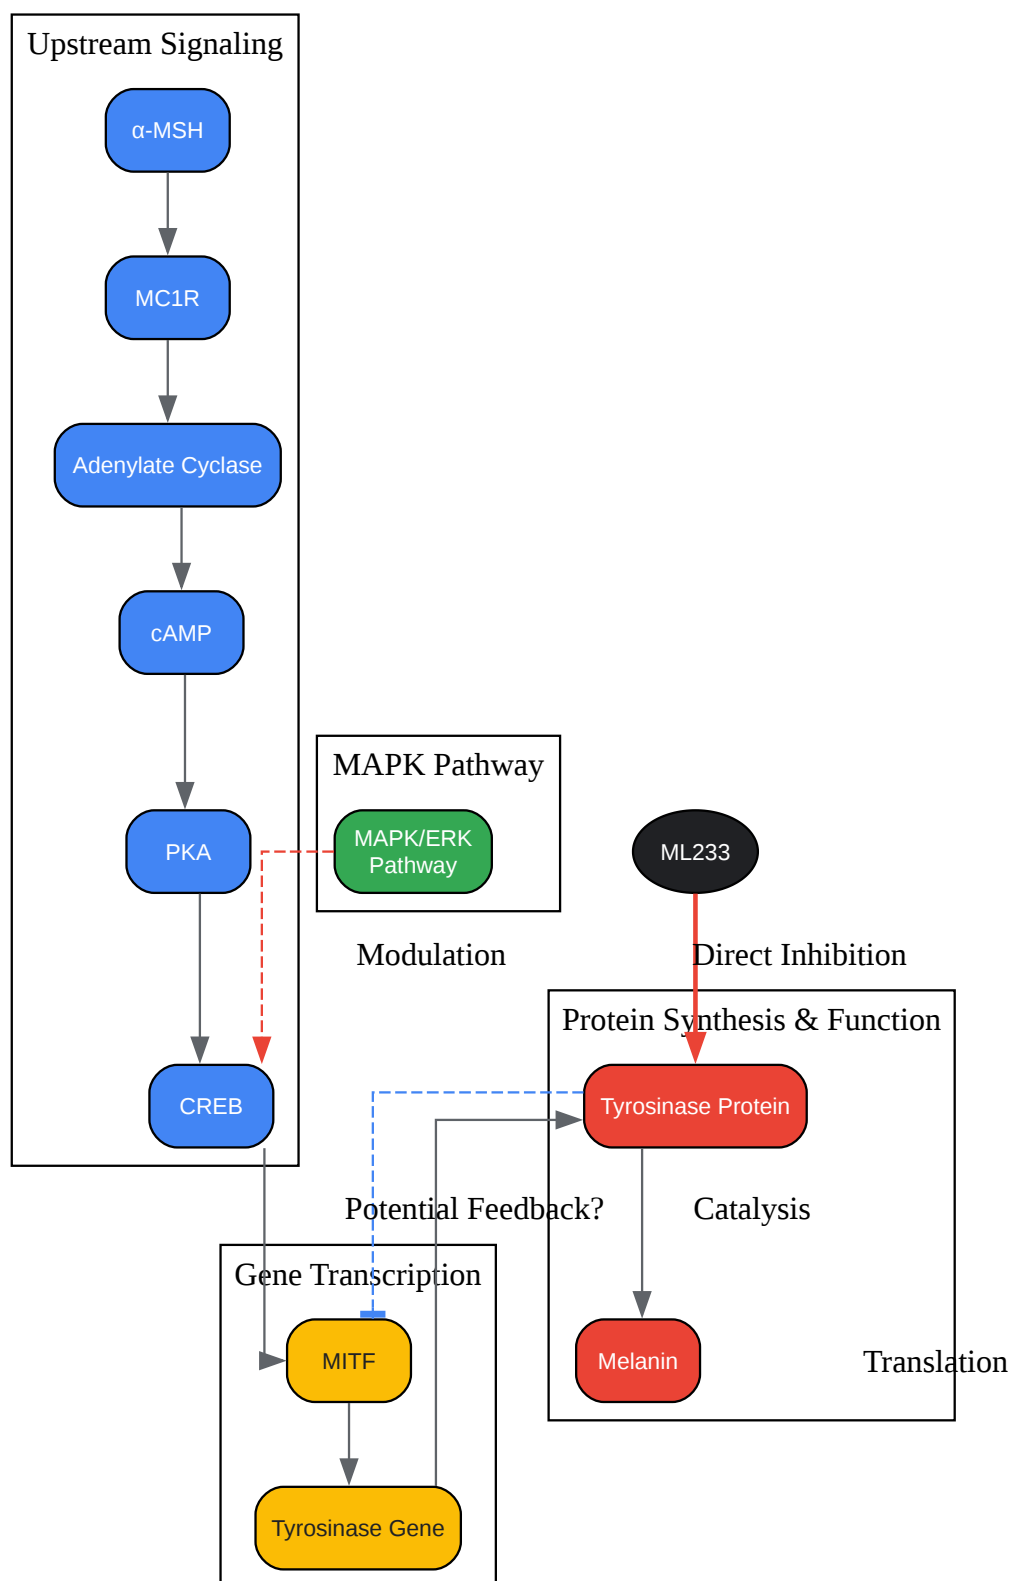 Upstream Signaling
α-MSH
MC1R
Adenylate Cyclase
cAMP
PKA
CREB
MAPK Pathway
MAPK/ERK
Pathway
Modulation
ML233
Direct Inhibition
Protein Synthesis & Function
Tyrosinase Protein
Potential Feedback?
Catalysis
Gene Transcription
MITF
Melanin
Translation
Tyrosinase Gene